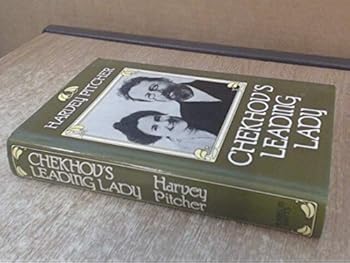 HARVEY PITCHER
CHEKHOV'S
LEADING
LADY
CHEKHOV'S
LEADING LADY
Harvey
Pitcher